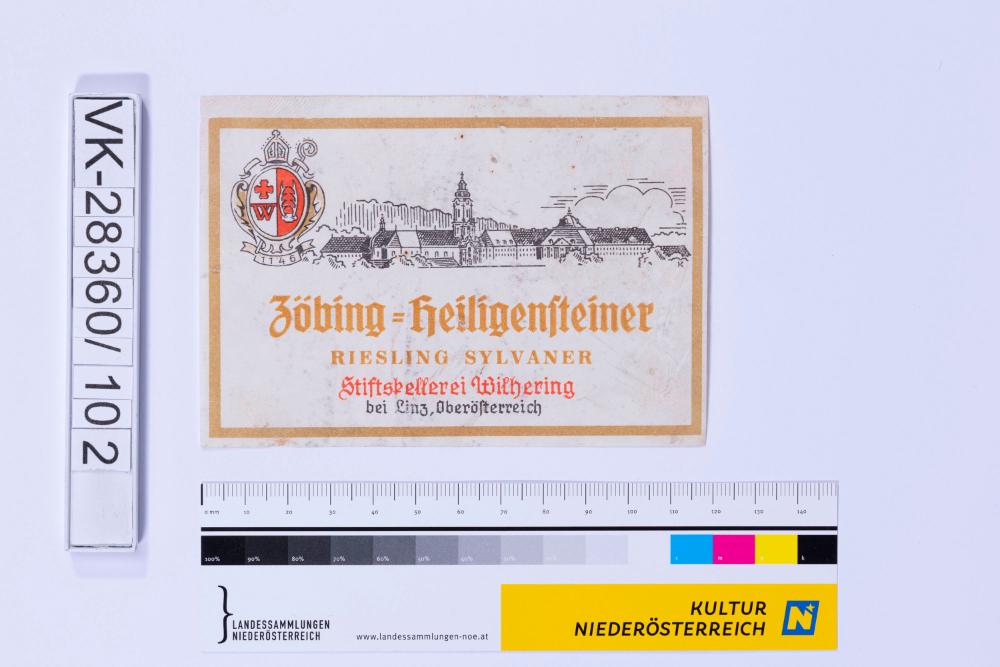 VK-28360/102
W
1146
Zöbing=Heiligensteiner
RIESLING SYLVANER
Stiftskellerei Wilhering
bei Linz, Oberösterreich
0 mm 10 20 30 40 50 60 70 80 90 100 110 120 130 140
100% 90% 80% 70% 60% 50% 40% 30% 20% c m y k
LANDESSAMMLUNGEN
NIEDERÖSTERREICH
www.landessammlungen-noe.at
KULTUR
NIEDERÖSTERREICH